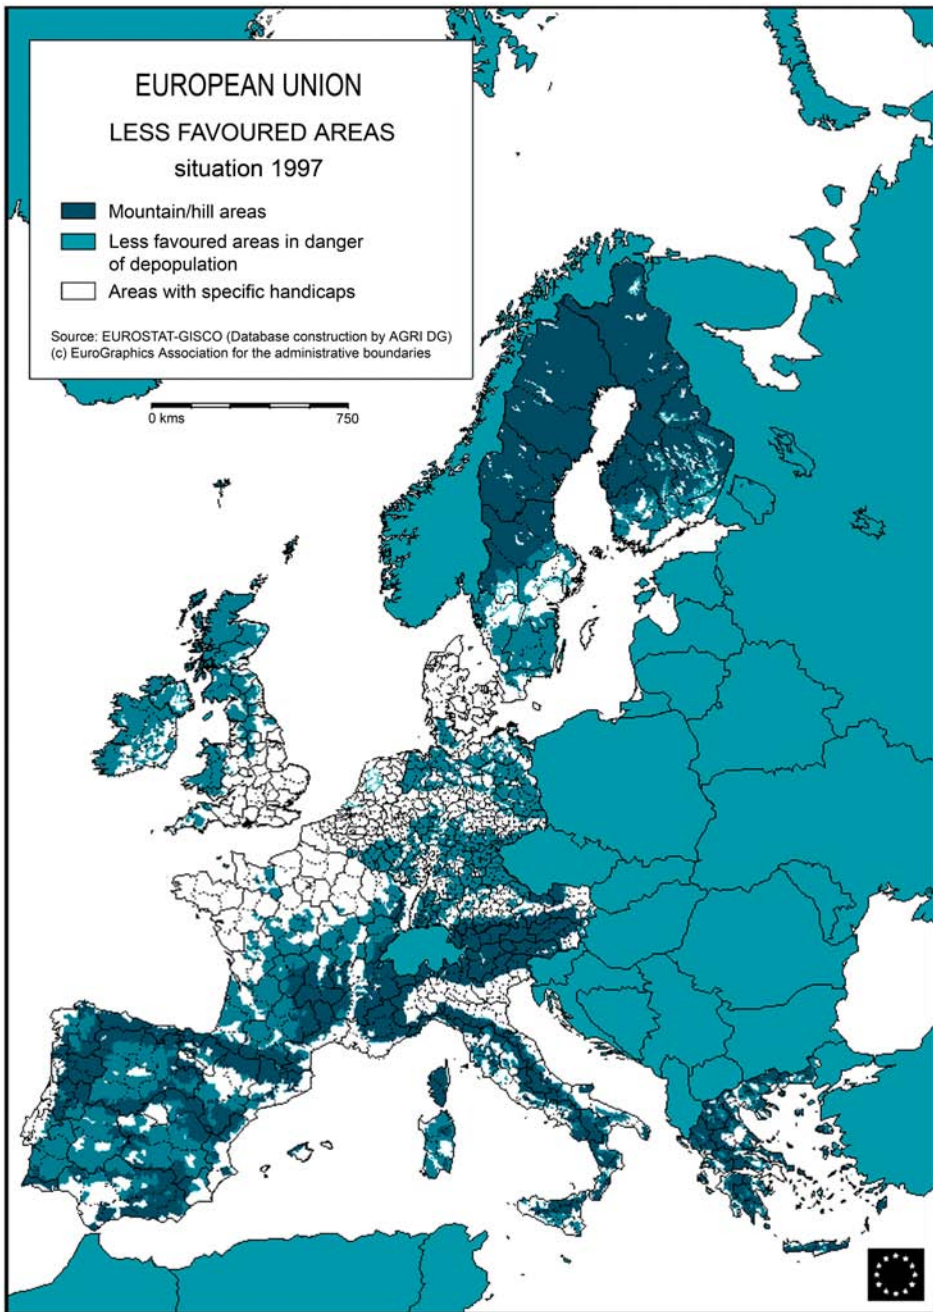 EUROPEAN UNION
LESS FAVOURED AREAS
situation 1997
Mountain/hill areas
Less favoured areas in danger
of depopulation
Areas with specific handicaps
Source: EUROSTAT-GISCO (Database construction by AGRI DG)
(c) EuroGraphics Association for the administrative boundaries
0 kms 750